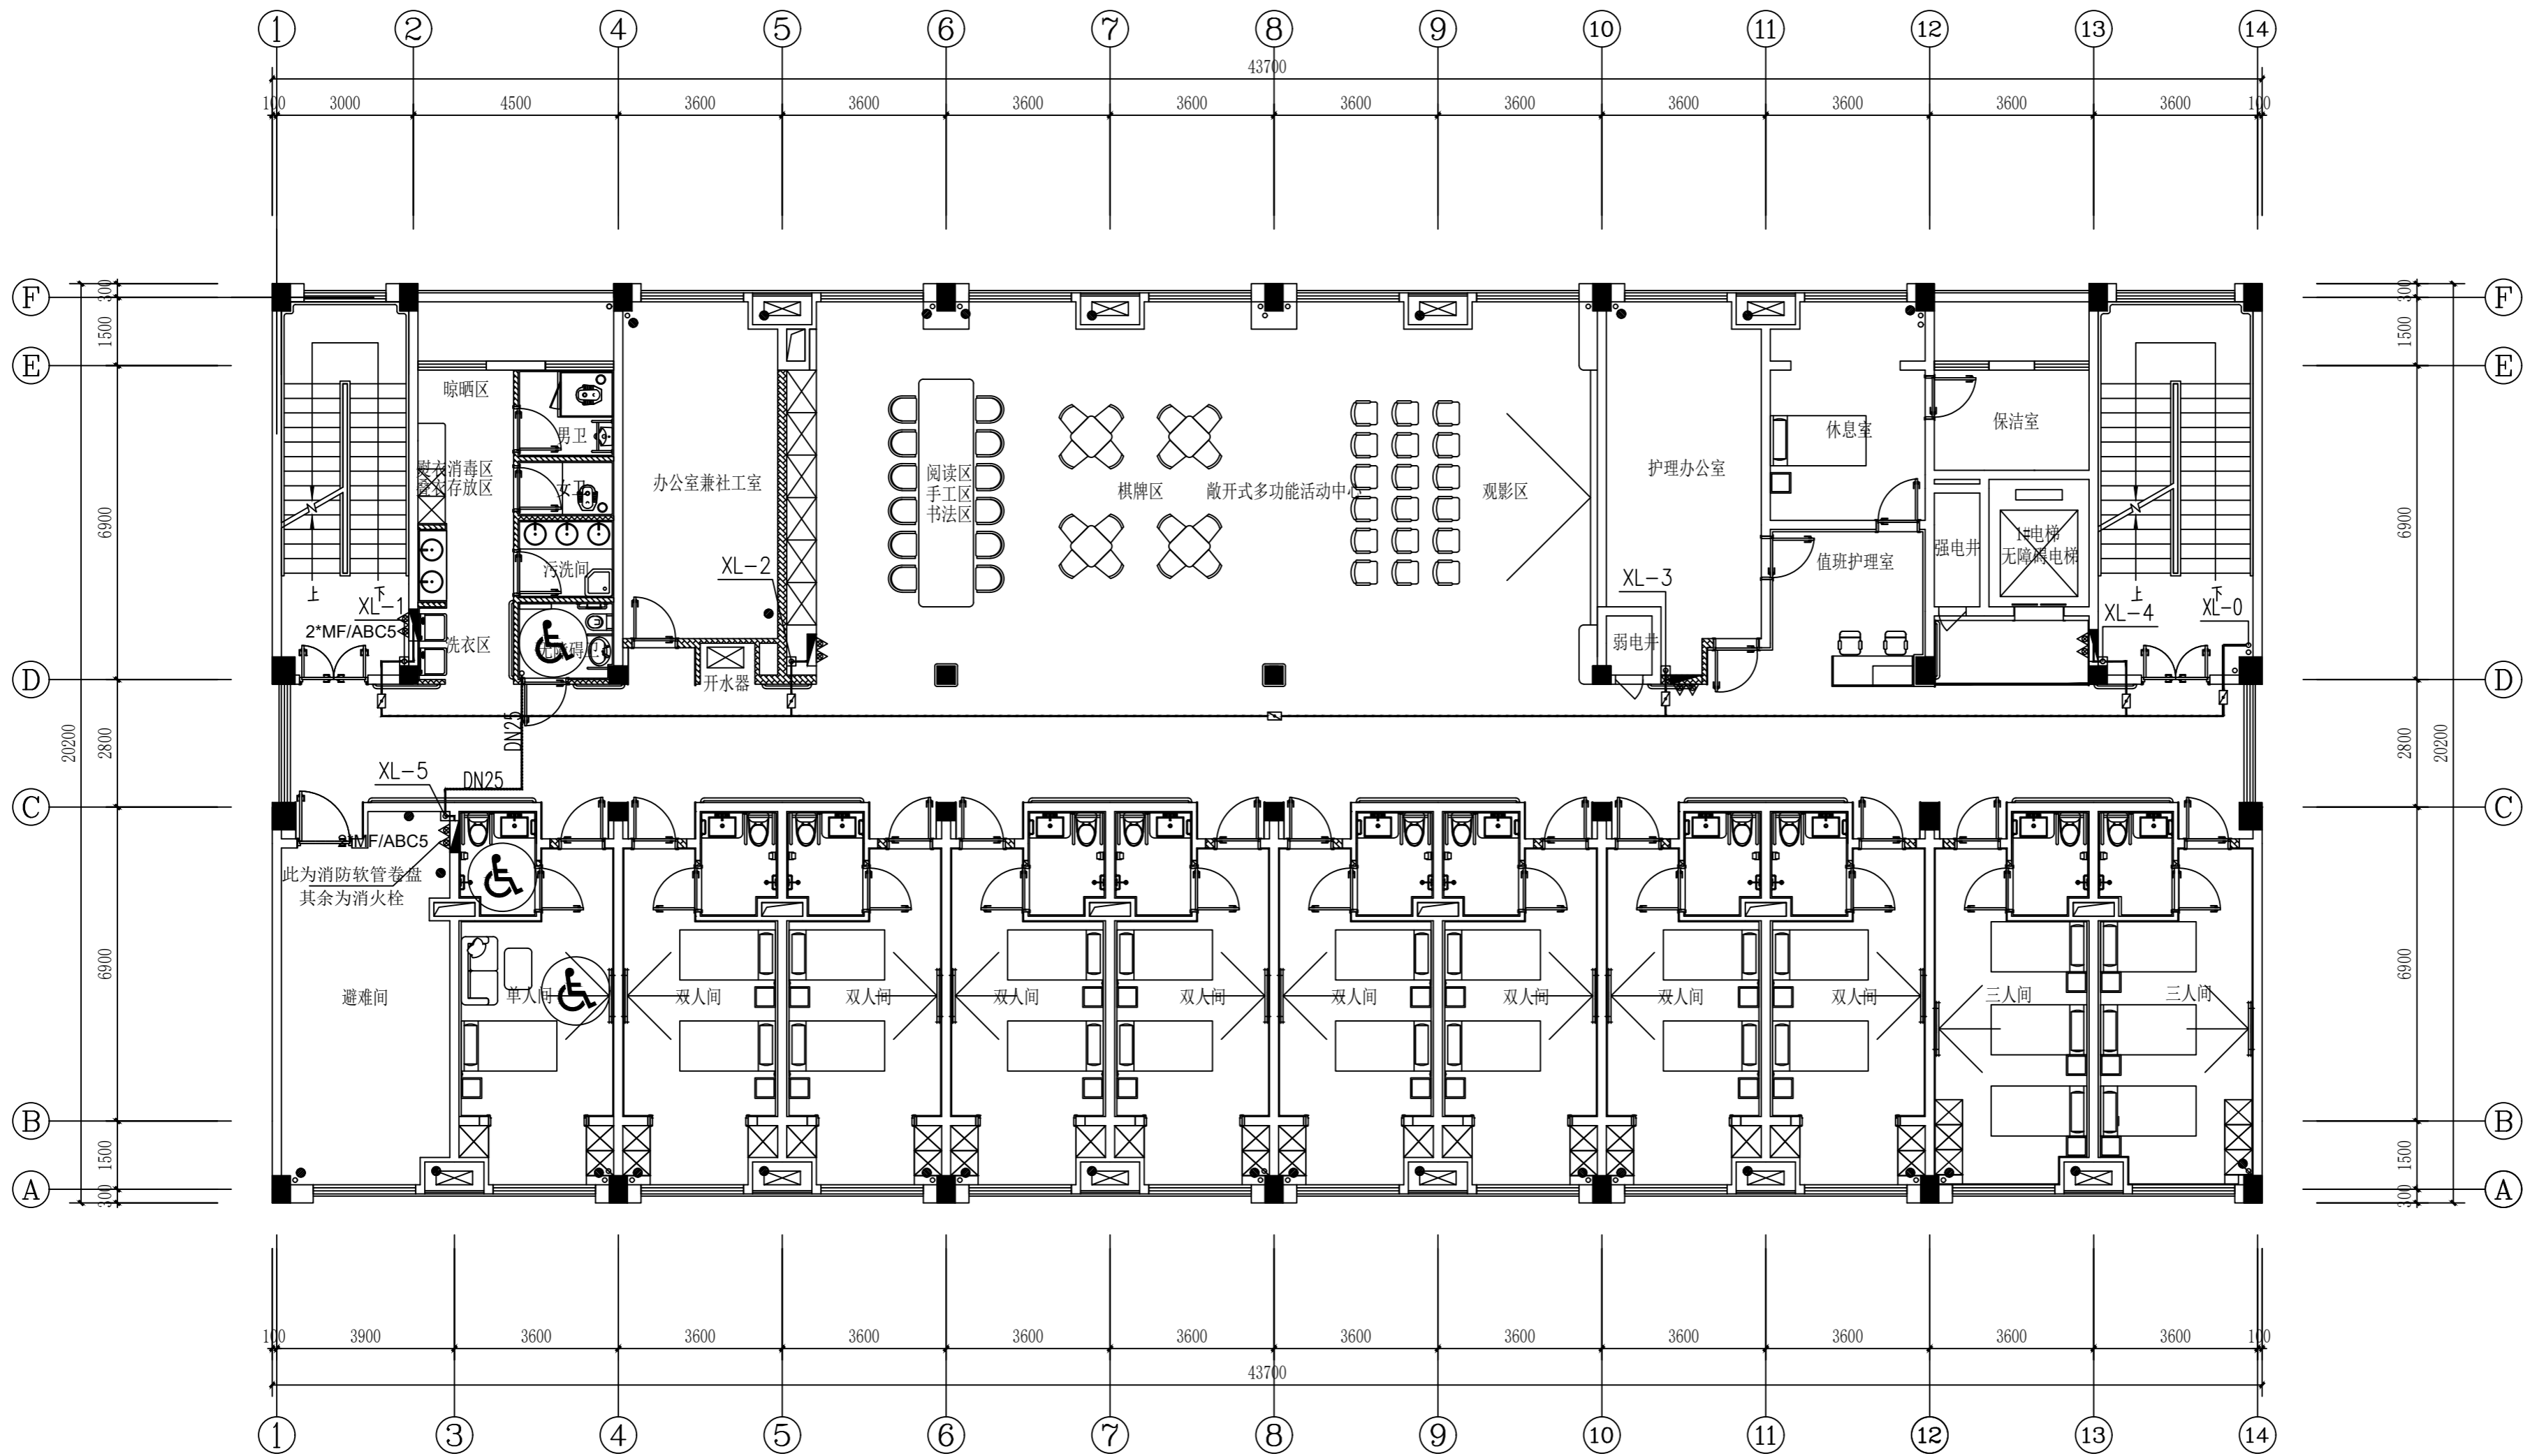 1 2 4 5 6 7 8 9 10 11 12 13 14
43700
100 3000 4500 3600 3600 3600 3600 3600 3600 3600 3600 3600 3600 100
F
F
300
300
1500
1500
E
E
晾晒区
男卫
熨衣消毒区
女卫
污洗间
洗衣区
办公室兼社工室
阅读区
手工区
书法区
棋牌区
敞开式多功能活动中心
观影区
护理办公室
休息室
保洁室
值班护理室
强电井
1#电梯
无障碍电梯
弱电井
开水器
上
下
上
下
XL-1
2*MF/ABC5
XL-2
XL-3
XL-4
XL-0
6900
6900
D
D
DN25
20200
2800
2800
20200
XL-5
DN25
C
C
2*MF/ABC5
此为消防软管卷盘
其余为消火栓
6900
6900
避难间
单人间
双人间
双人间
双人间
双人间
双人间
双人间
双人间
双人间
三人间
三人间
B
B
1500
1500
A
A
300
300
100 3900 3600 3600 3600 3600 3600 3600 3600 3600 3600 3600 3600 100
43700
1 3 4 5 6 7 8 9 10 11 12 13 14